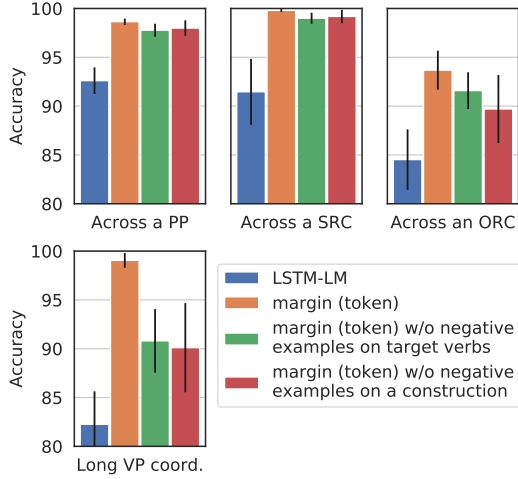 100
95
90
85
80
Accuracy
Across a PP
Across a SRC
Across an ORC
100
95
90
85
80
Accuracy
Long VP coord.
LSTM-LM
margin (token)
margin (token) w/o negative
examples on target verbs
margin (token) w/o negative
examples on a construction